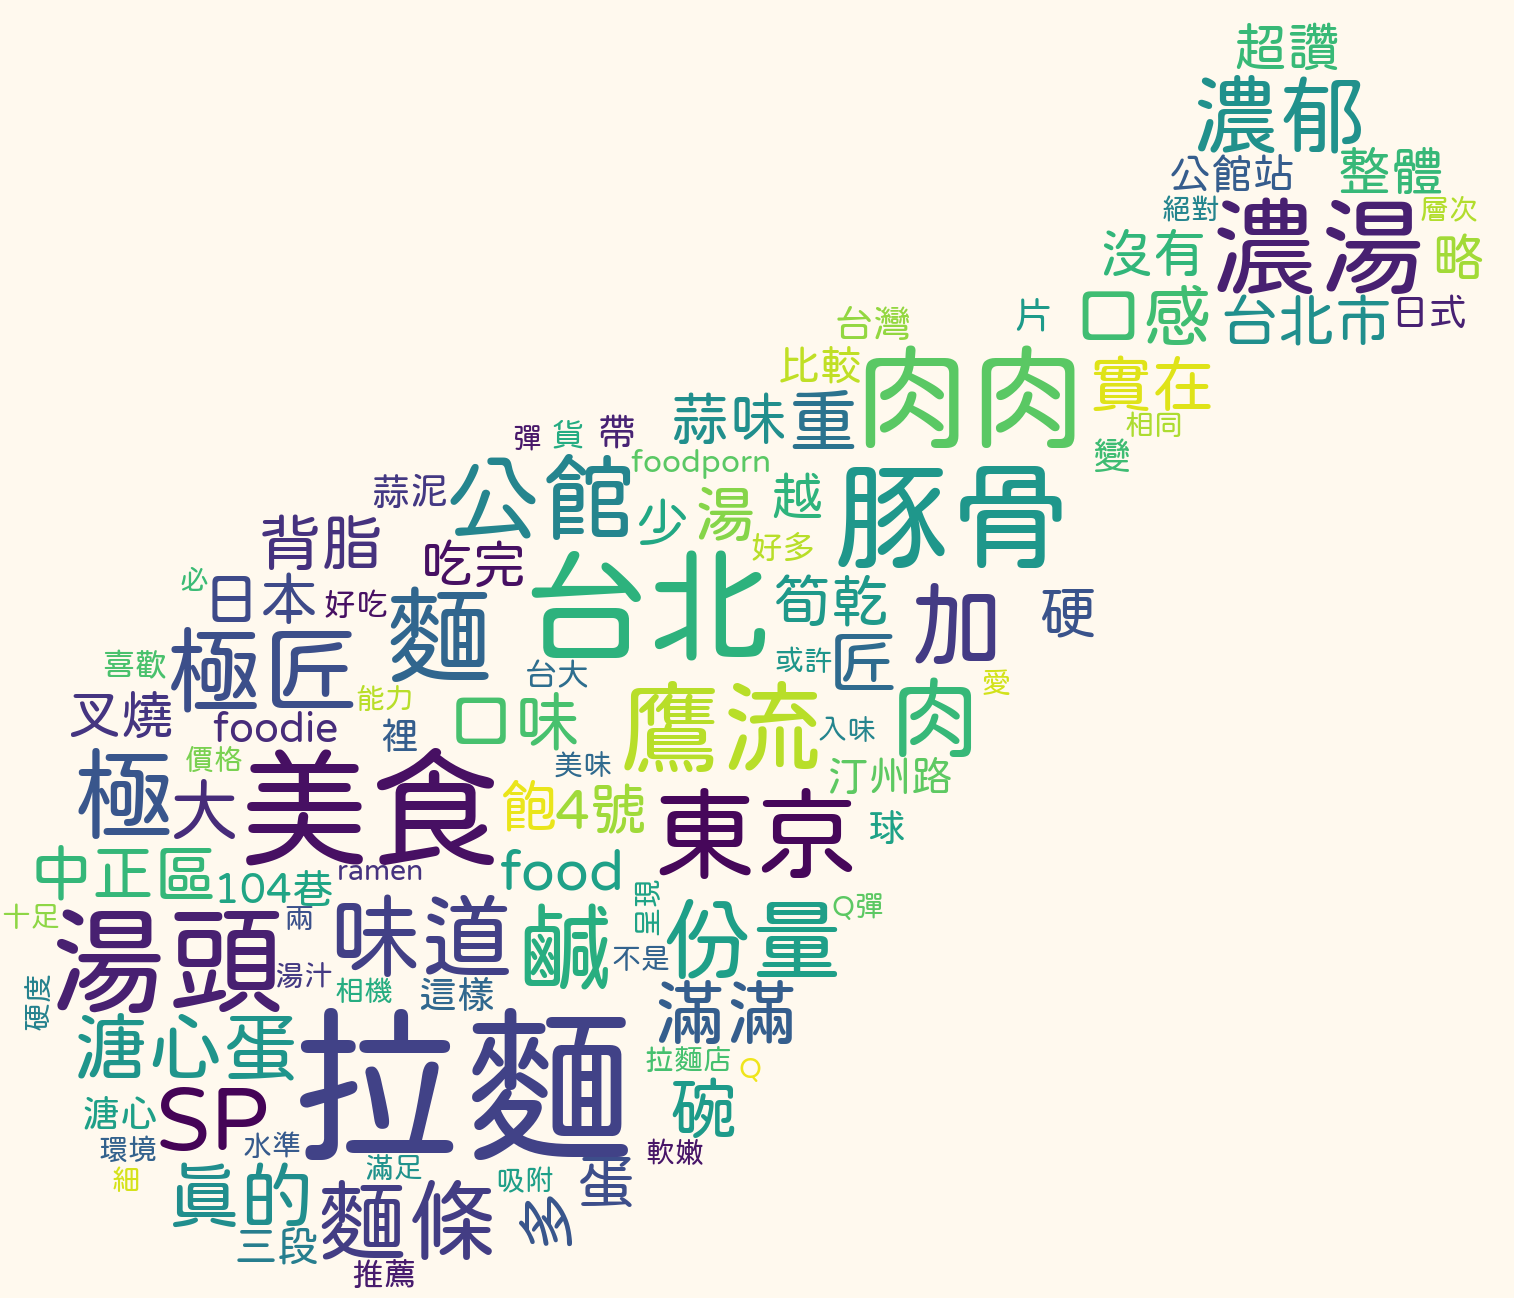 超讚
濃郁
公館站
整體
絕對
濃湯
層次
沒有
略
口感
台北市
日式
台灣
片
比較
肉肉
實在
蒜味
重
相同
彈
貨
帶
變
foodporn
公館
豚骨
蒜泥
少
湯
越
背脂
吃完
好多
台北
必
日本
好吃
麵
筍乾
加
硬
極匠
喜歡
台大
或許
匠
愛
叉燒
foodie
能力
裡
口味
鷹流
入味
肉
極
價格
大
美食
美味
飽
4號
東京
汀州路
球
中正區
104巷
ramen
food
十足
湯頭
兩
味道
鹹
呈現
份量
Q彈
硬度
湯汁
相機
這樣
不是
滿滿
溏心蛋
拉麵
拉麵店
Q
溏心
SP
碗
環境
水準
軟嫩
細
真的
滿足
吸附
蛋
麵條
多
三段
推薦